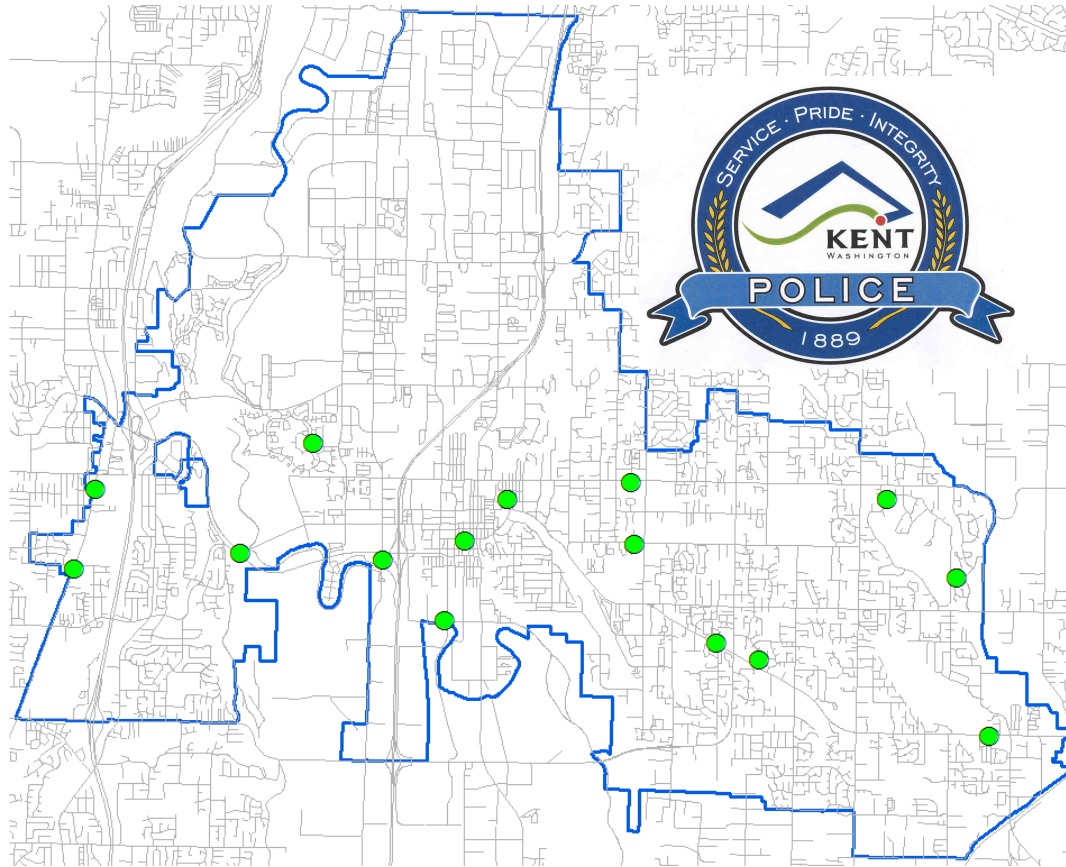 SERVICE · PRIDE · INTEGRITY
KENT
WASHINGTON
POLICE
1889